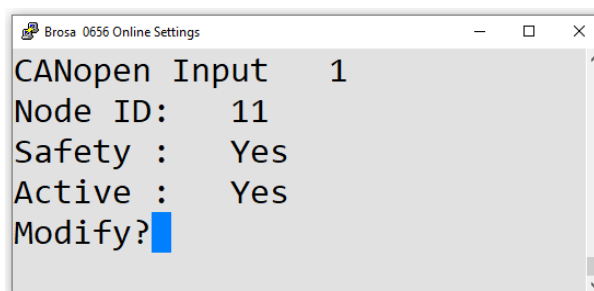 Brosa 0656 Online Settings
CANopen Input 1
Node ID: 11
Safety : Yes
Active : Yes
Modify?